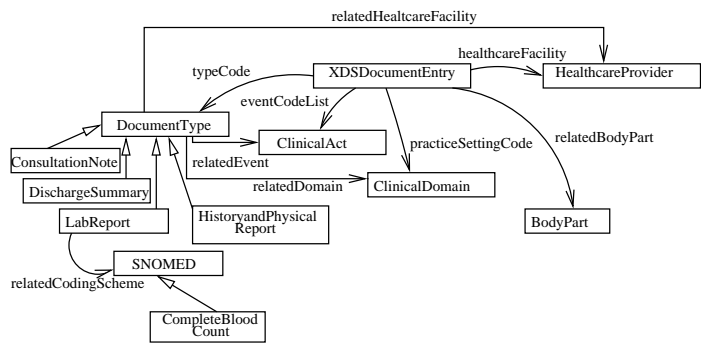 relatedHealtcareFacility
healthcareFacility
typeCode
XDSDocumentEntry
HealthcareProvider
eventCodeList
DocumentType
ClinicalAct
practiceSettingCode
relatedBodyPart
ConsultationNote
relatedEvent
DischargeSummary
relatedDomain
ClinicalDomain
LabReport
HistoryandPhysical
Report
BodyPart
SNOMED
relatedCodingScheme
CompleteBlood
Count